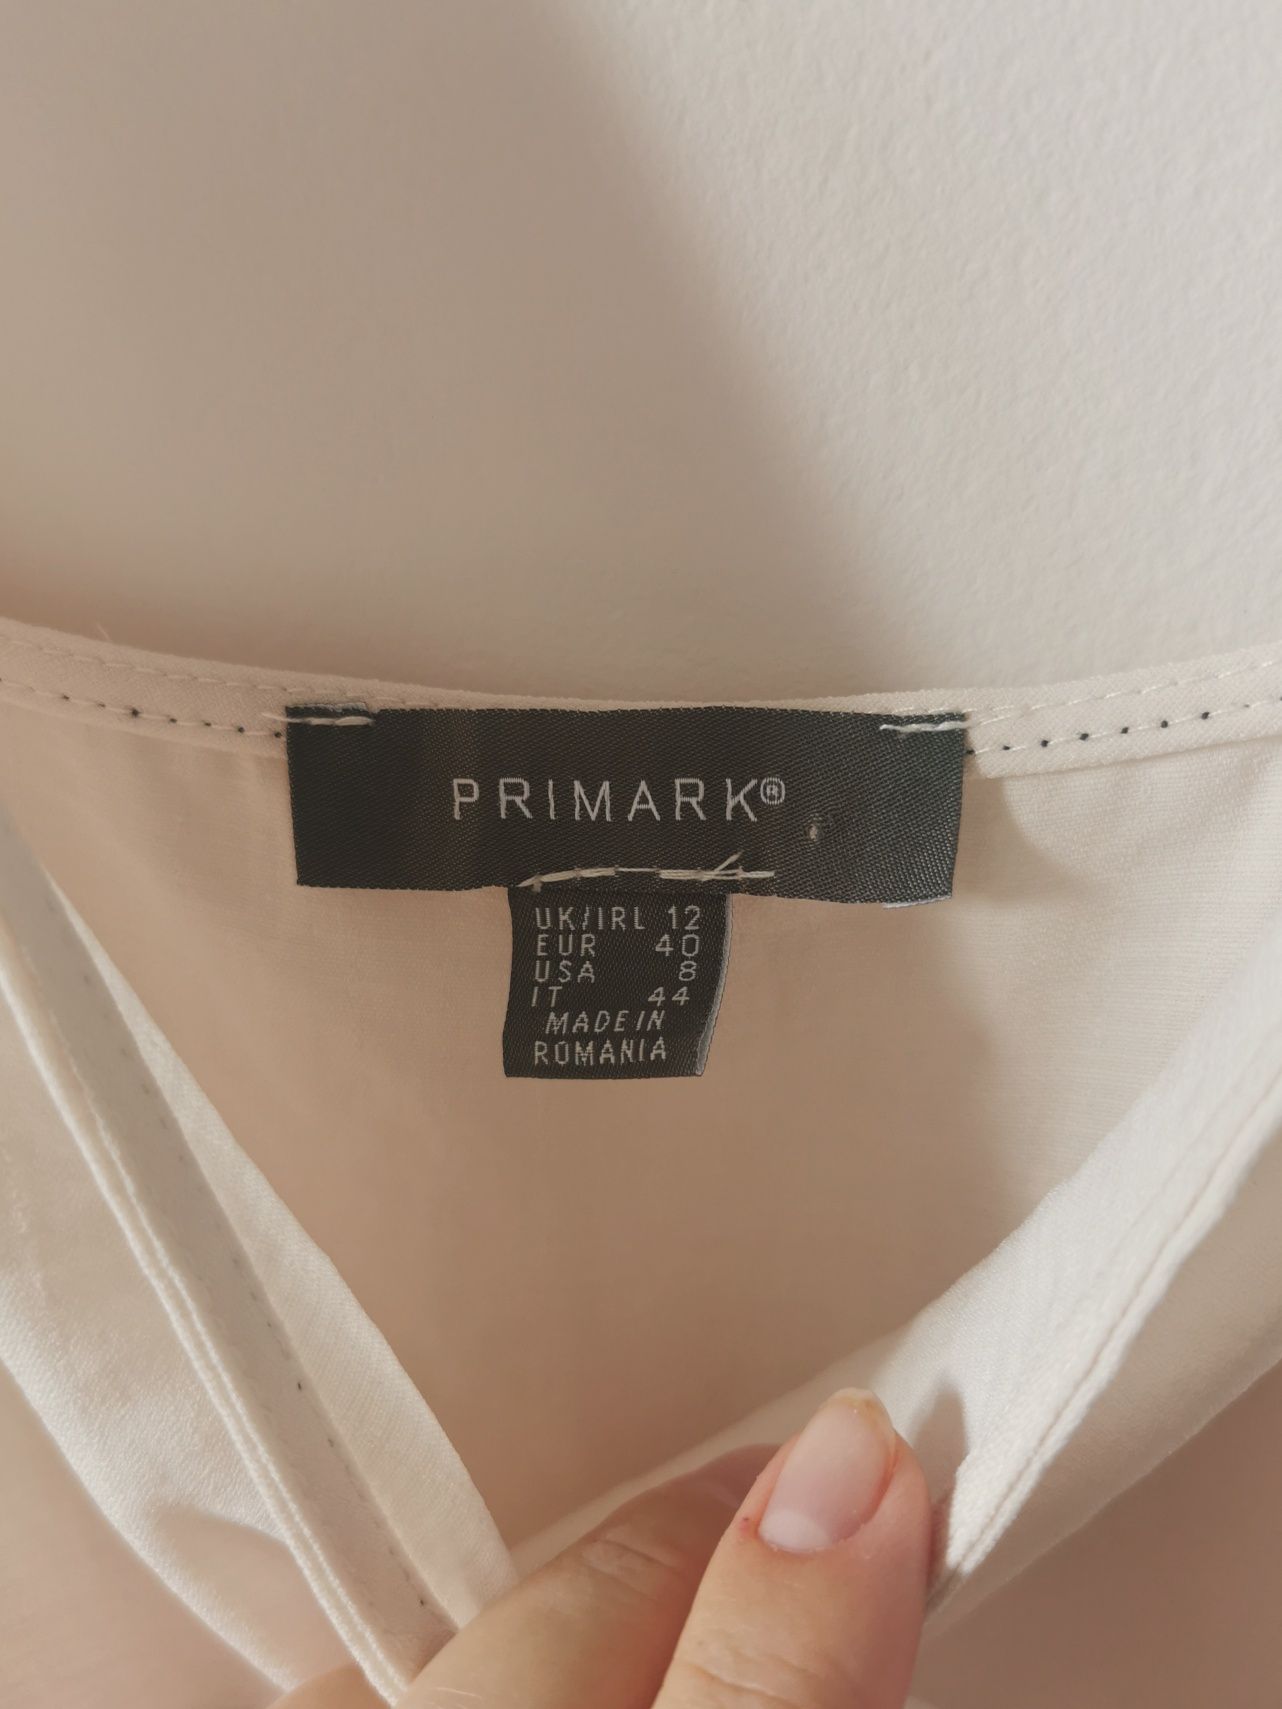 PRIMARK®
UK/IRL 12
EUR 40
USA 8
IT 44
MADE IN
ROMANIA